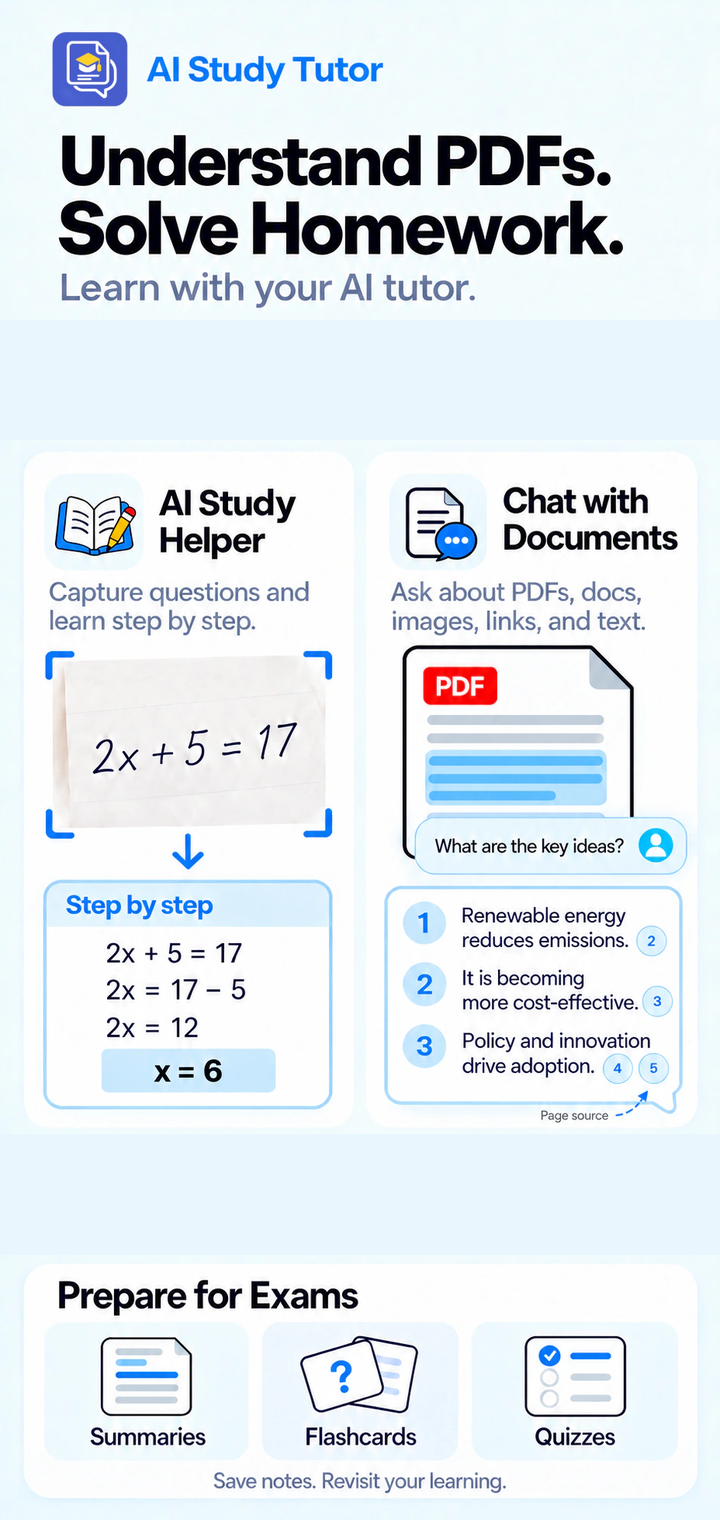 AI Study Tutor
Understand PDFs.
Solve Homework.
Learn with your AI tutor.
AI Study
Helper
Capture questions and
learn step by step.
2x + 5 = 17
Step by step
2x + 5 = 17
2x = 17 − 5
2x = 12
x = 6
Chat with
Documents
Ask about PDFs, docs,
images, links, and text.
PDF
What are the key ideas?
1 Renewable energy
reduces emissions. 2
2 It is becoming
more cost-effective. 3
3 Policy and innovation
drive adoption. 4 5
Page source
Prepare for Exams
?
Summaries
Flashcards
Quizzes
Save notes. Revisit your learning.